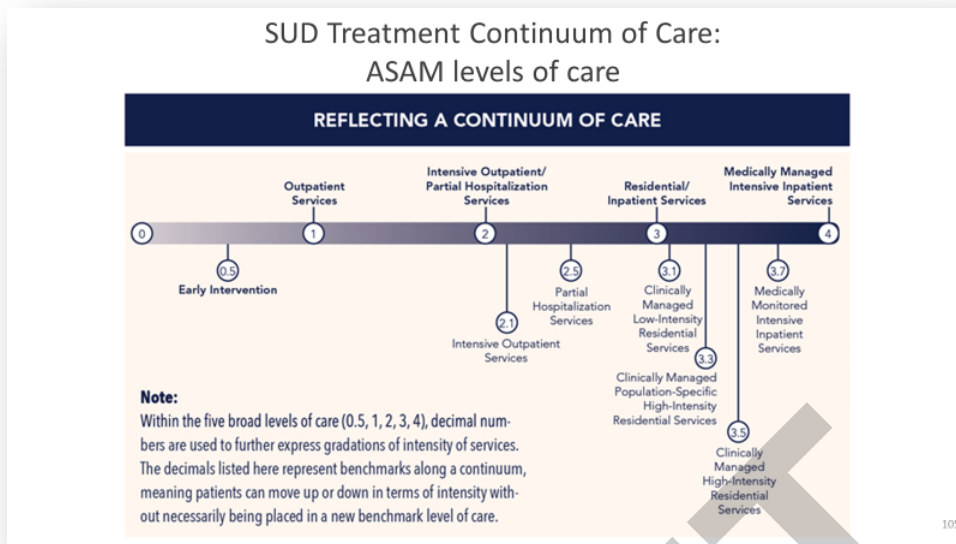 SUD Treatment Continuum of Care:
ASAM levels of care
REFLECTING A CONTINUUM OF CARE
Outpatient
Services
Intensive Outpatient/
Partial Hospitalization
Services
Residential/
Inpatient Services
Medically Managed
Intensive Inpatient
Services
0
1
2
3
4
0.5
Early Intervention
2.1
Intensive Outpatient
Services
2.5
Partial
Hospitalization
Services
3.1
Clinically
Managed
Low-Intensity
Residential
Services
3.3
Clinically Managed
Population-Specific
High-Intensity
Residential Services
3.5
Clinically
Managed
High-Intensity
Residential
Services
3.7
Medically
Monitored
Intensive
Inpatient
Services
Note:
Within the five broad levels of care (0.5, 1, 2, 3, 4), decimal num-
bers are used to further express gradations of intensity of services.
The decimals listed here represent benchmarks along a continuum,
meaning patients can move up or down in terms of intensity with-
out necessarily being placed in a new benchmark level of care.